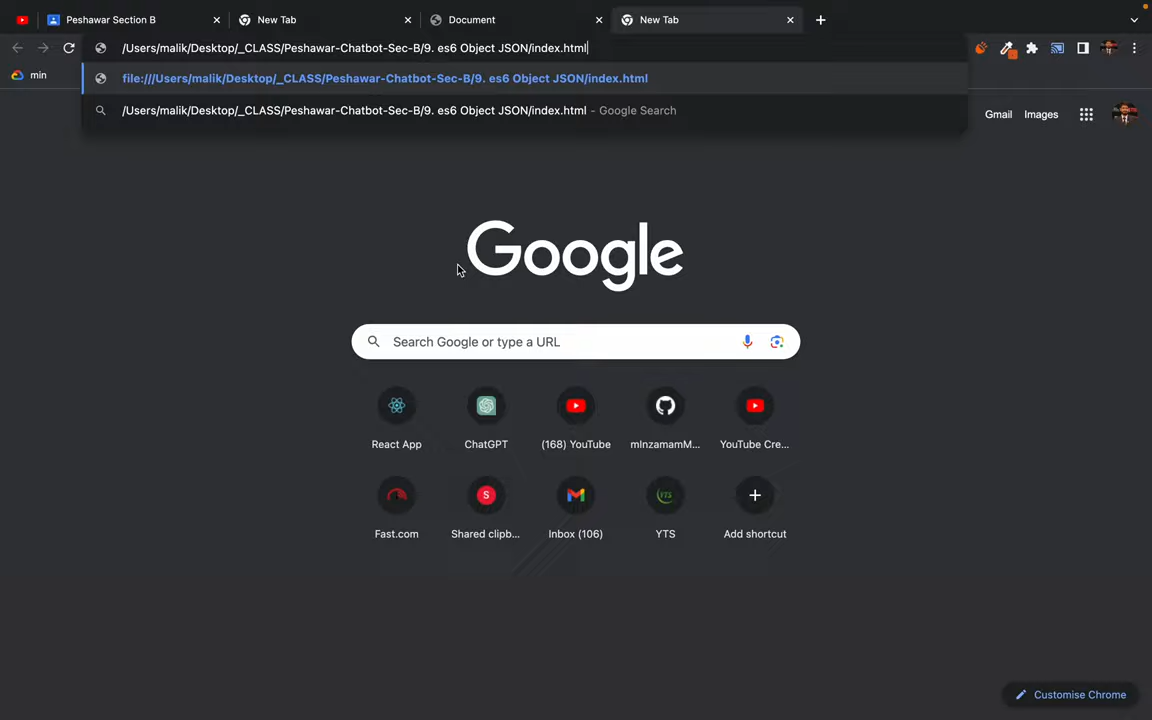 Peshawar Section B
New Tab
Document
New Tab
/Users/malik/Desktop/_CLASS/Peshawar-Chatbot-Sec-B/9. es6 Object JSON/index.html
min
file:///Users/malik/Desktop/_CLASS/Peshawar-Chatbot-Sec-B/9. es6 Object JSON/index.html
/Users/malik/Desktop/_CLASS/Peshawar-Chatbot-Sec-B/9. es6 Object JSON/index.html – Google Search
Gmail Images
Google
Search Google or type a URL
React App
ChatGPT
(168) YouTube
mInzamamM...
YouTube Cre...
S
YTS
Fast.com
Shared clipb...
Inbox (106)
YTS
Add shortcut
Customise Chrome